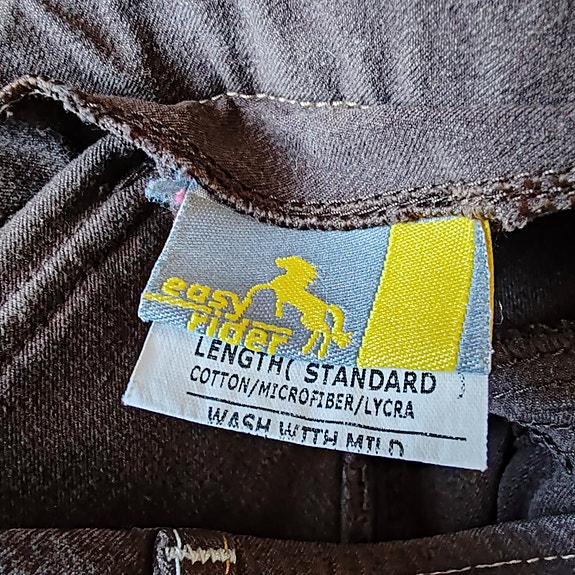 easy
rider
LENGTH( STANDARD )
COTTON/MICROFIBER/LYCRA
WASH WITH MILD